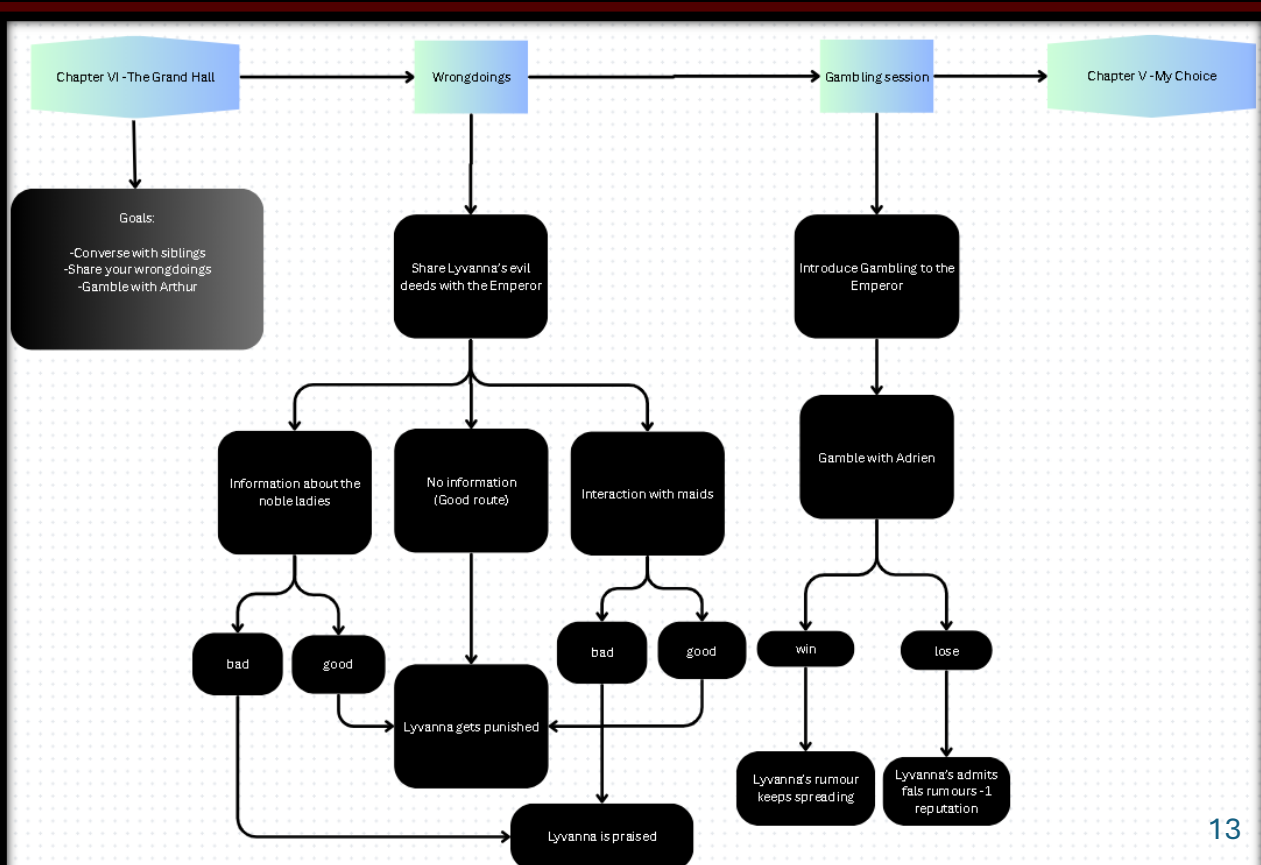 Chapter VI -The Grand Hall
Wrongdoings
Gambling session
Chapter V -My Choice
Goals:
-Converse with siblings
-Share your wrongdoings
-Gamble with Arthur
Share Lyvanna's evil
deeds with the Emperor
Introduce Gambling to the
Emperor
Information about the
noble ladies
No information
(Good route)
Interaction with maids
Gamble with Adrien
bad
good
bad
good
win
lose
Lyvanna gets punished
Lyvanna's rumour
keeps spreading
Lyvanna's admits
fals rumours -1
reputation
Lyvanna is praised
13